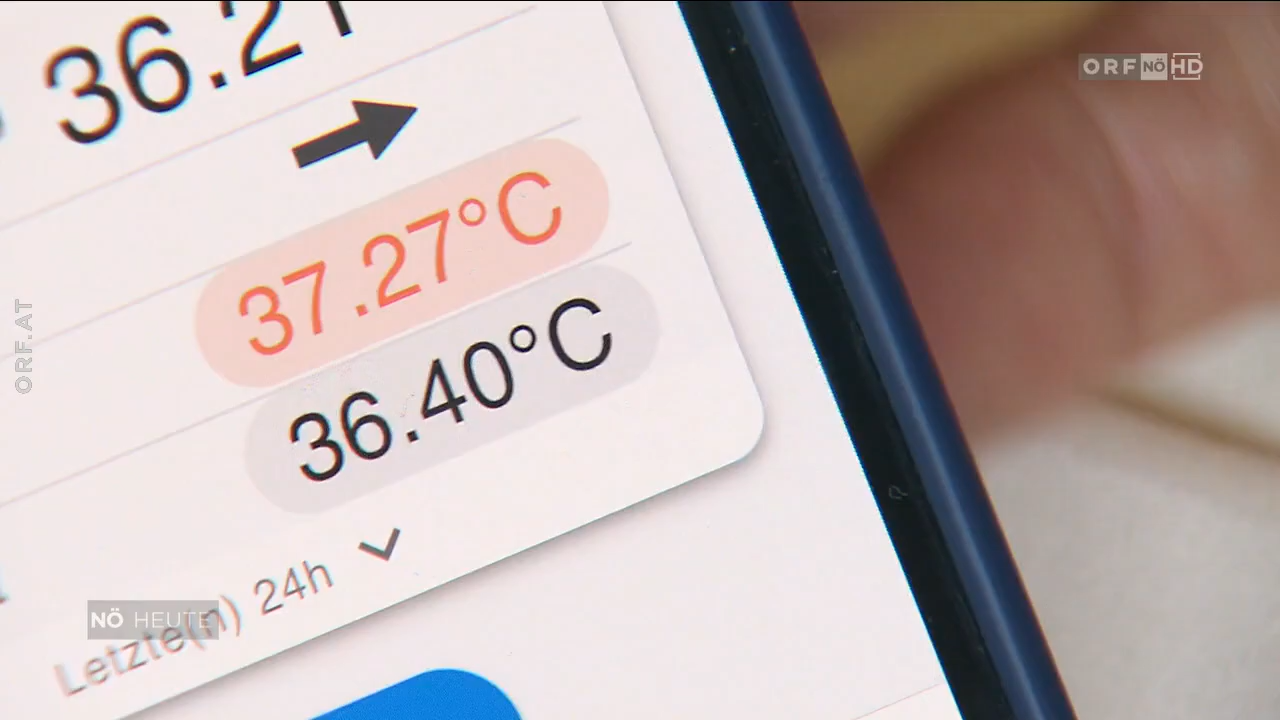 36.21
37.27°C
36.40°C
Letzte(n) 24h
ORF NÖ HD
ORF.AT
NÖ HEUTE